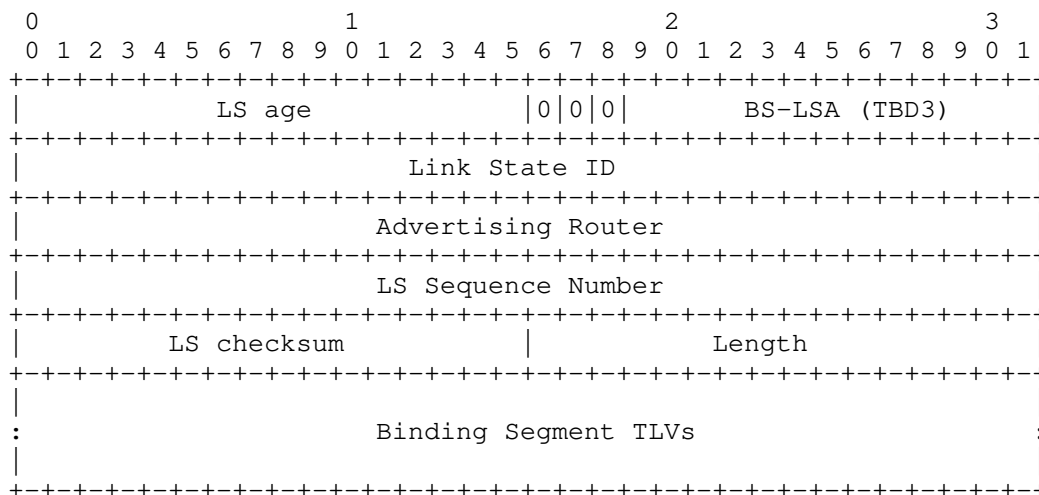 0                   1                   2                   3
 0 1 2 3 4 5 6 7 8 9 0 1 2 3 4 5 6 7 8 9 0 1 2 3 4 5 6 7 8 9 0 1
+-+-+-+-+-+-+-+-+-+-+-+-+-+-+-+-+-+-+-+-+-+-+-+-+-+-+-+-+-+-+-+--
|            LS age             |0|0|0|       BS-LSA (TBD3)
+-+-+-+-+-+-+-+-+-+-+-+-+-+-+-+-+-+-+-+-+-+-+-+-+-+-+-+-+-+-+-+--
|                        Link State ID
+-+-+-+-+-+-+-+-+-+-+-+-+-+-+-+-+-+-+-+-+-+-+-+-+-+-+-+-+-+-+-+--
|                      Advertising Router
+-+-+-+-+-+-+-+-+-+-+-+-+-+-+-+-+-+-+-+-+-+-+-+-+-+-+-+-+-+-+-+--
|                      LS Sequence Number
+-+-+-+-+-+-+-+-+-+-+-+-+-+-+-+-+-+-+-+-+-+-+-+-+-+-+-+-+-+-+-+--
|         LS checksum           |           Length
+-+-+-+-+-+-+-+-+-+-+-+-+-+-+-+-+-+-+-+-+-+-+-+-+-+-+-+-+-+-+-+--
|
:                      Binding Segment TLVs                     :
|
+-+-+-+-+-+-+-+-+-+-+-+-+-+-+-+-+-+-+-+-+-+-+-+-+-+-+-+-+-+-+-+--